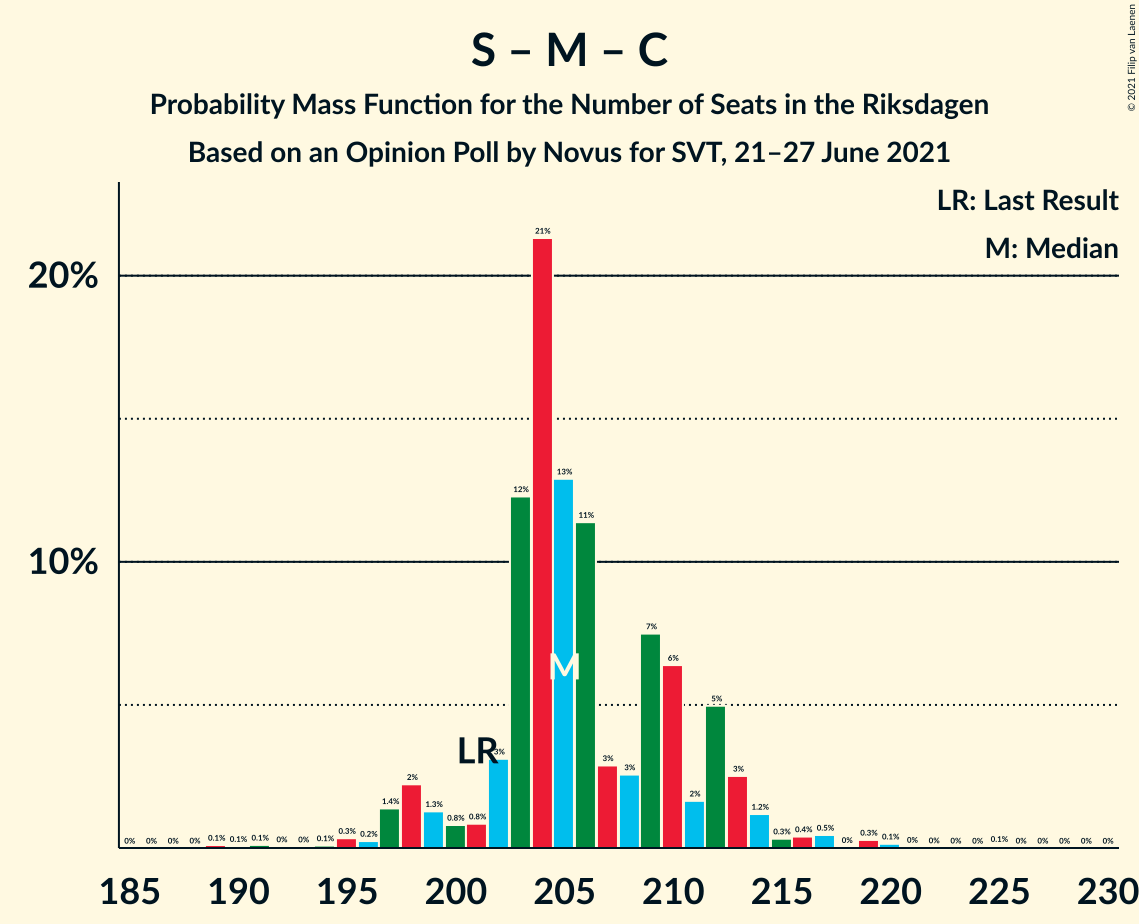 © 2021 Filip van Laenen
S – M – C
Probability Mass Function for the Number of Seats in the Riksdagen
Based on an Opinion Poll by Novus for SVT, 21–27 June 2021
LR: Last Result
M: Median
20%
10%
0% 0% 0% 0% 0.1% 0.1% 0.1% 0% 0% 0.1% 0.3% 0.2% 1.4% 2% 1.3% 0.8% 0.8% 3% 12% 21% 13% 11% 3% 3% 7% 6% 2% 5% 3% 1.2% 0.3% 0.4% 0.5% 0% 0.3% 0.1% 0% 0% 0% 0% 0.1% 0% 0% 0% 0% 0%
LR
M
185 190 195 200 205 210 215 220 225 230